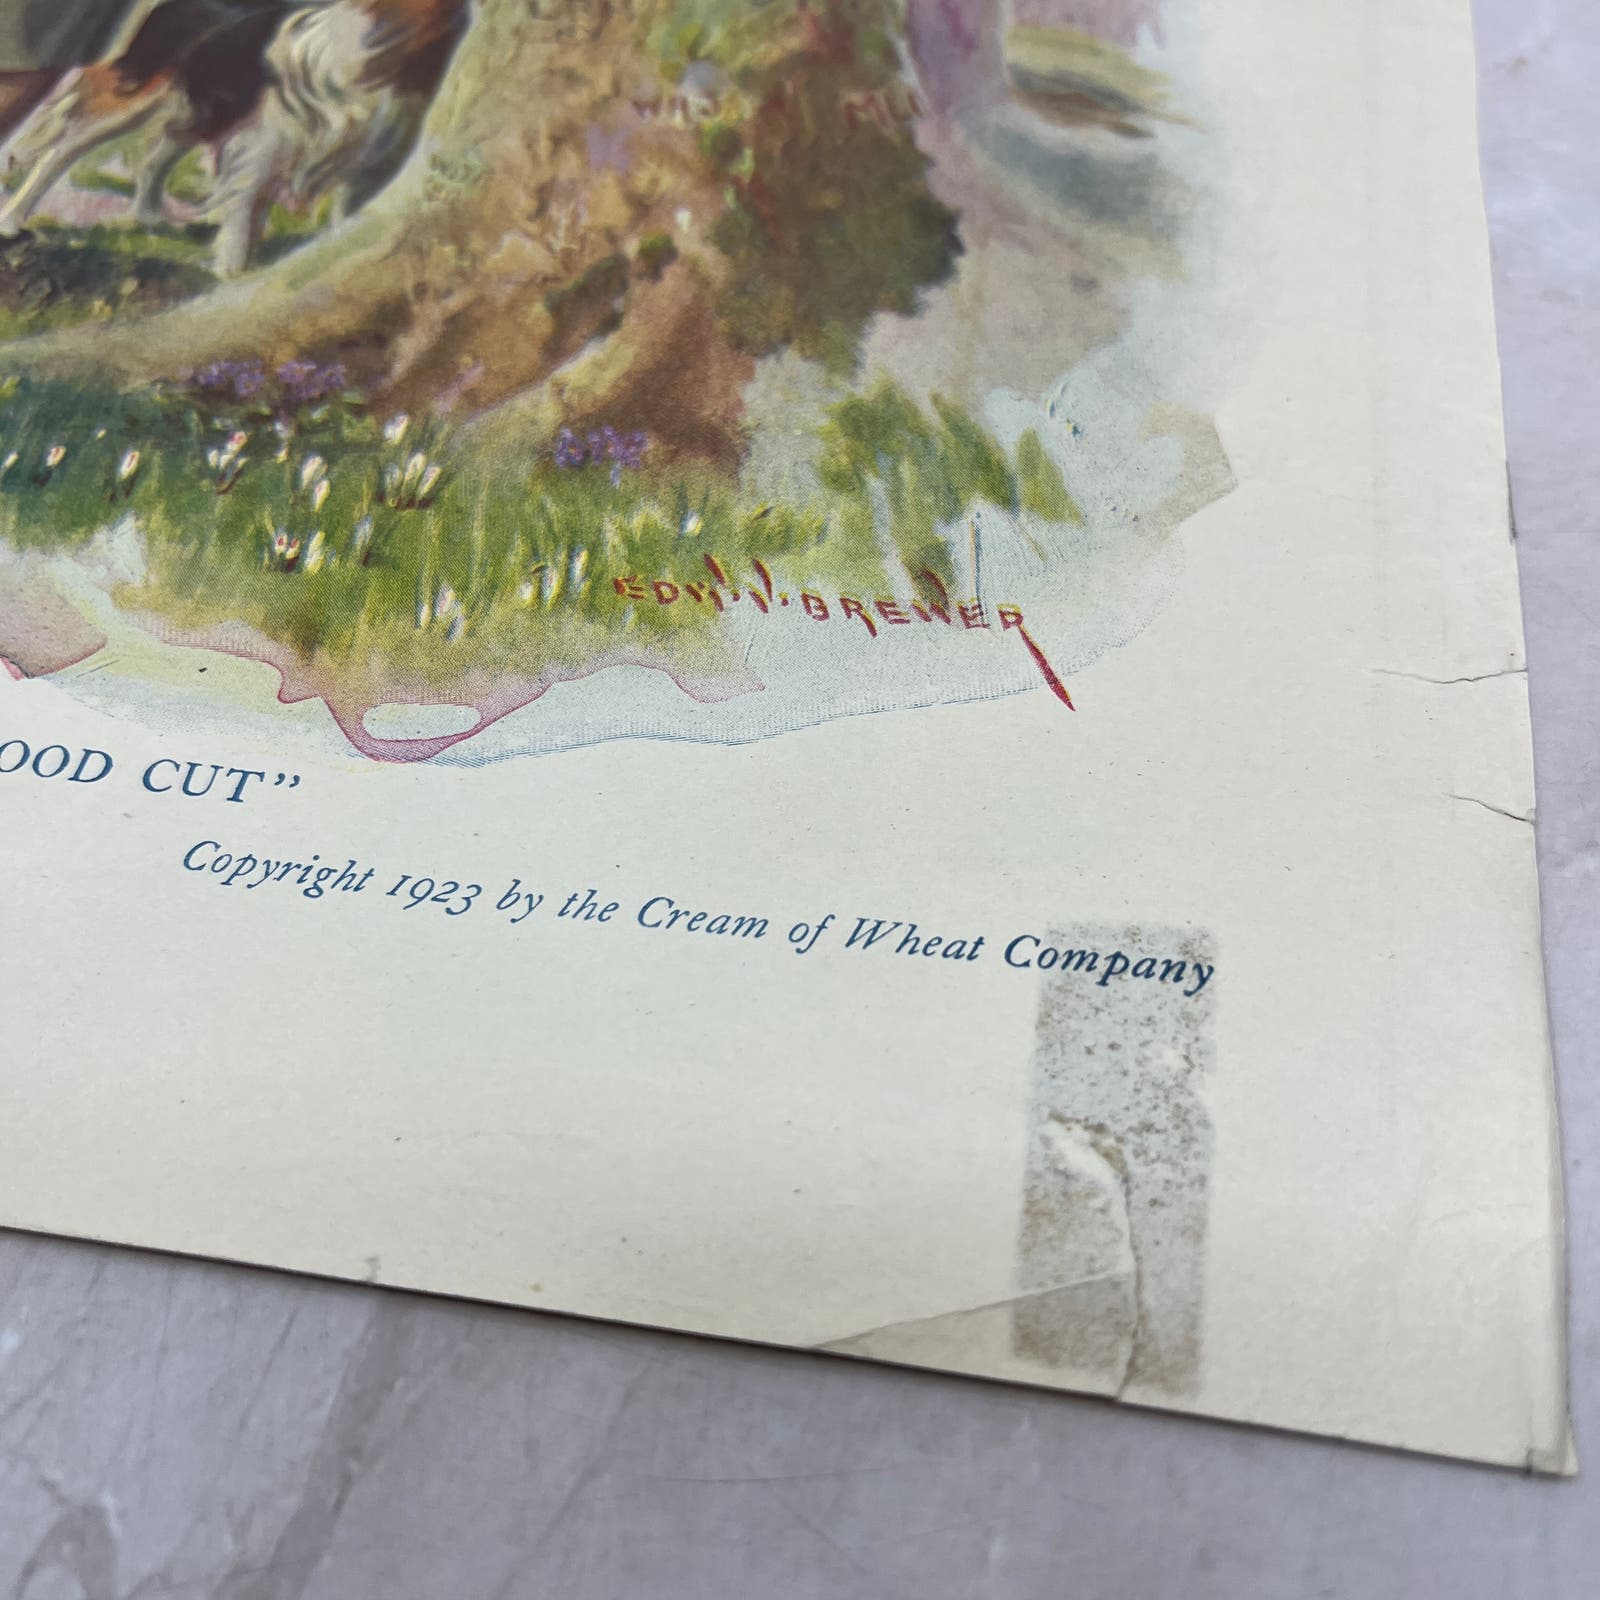 EDW. V. BREWER
OOD CUT”
Copyright 1923 by the Cream of Wheat Company